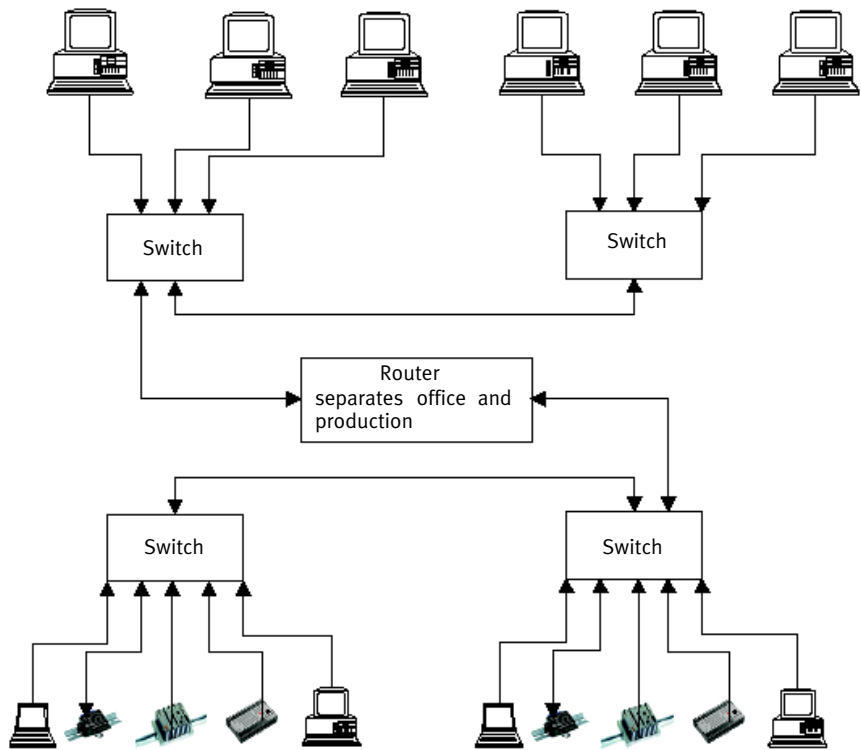 Switch
Switch
Router
separates office and
production
Switch
Switch